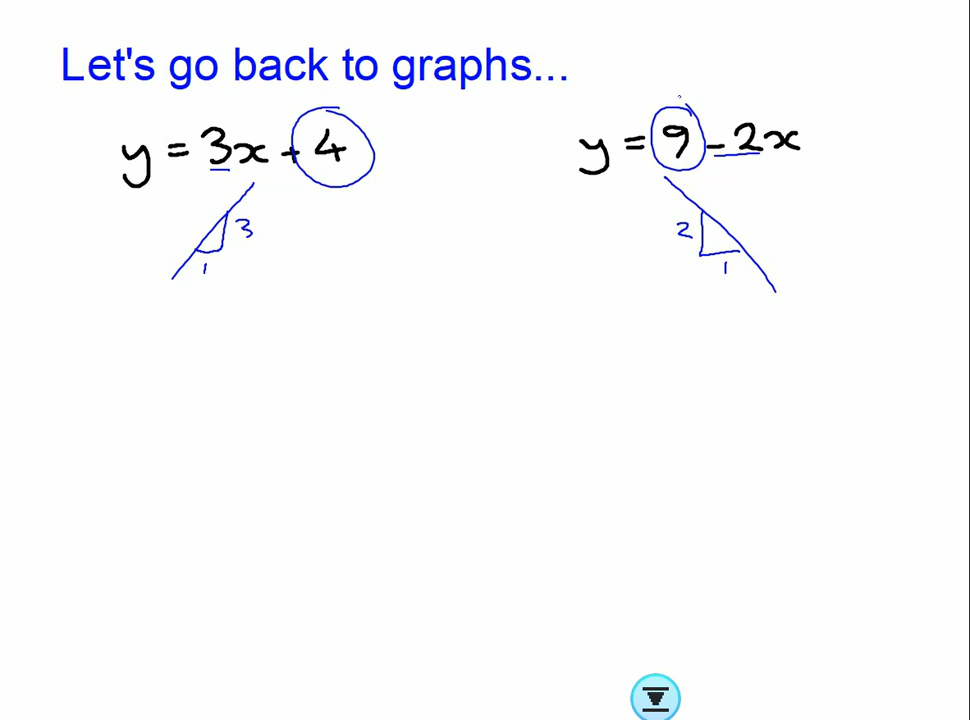 Let's go back to graphs...
y = 3x + 4
y = 9 - 2x
3
1
2
1